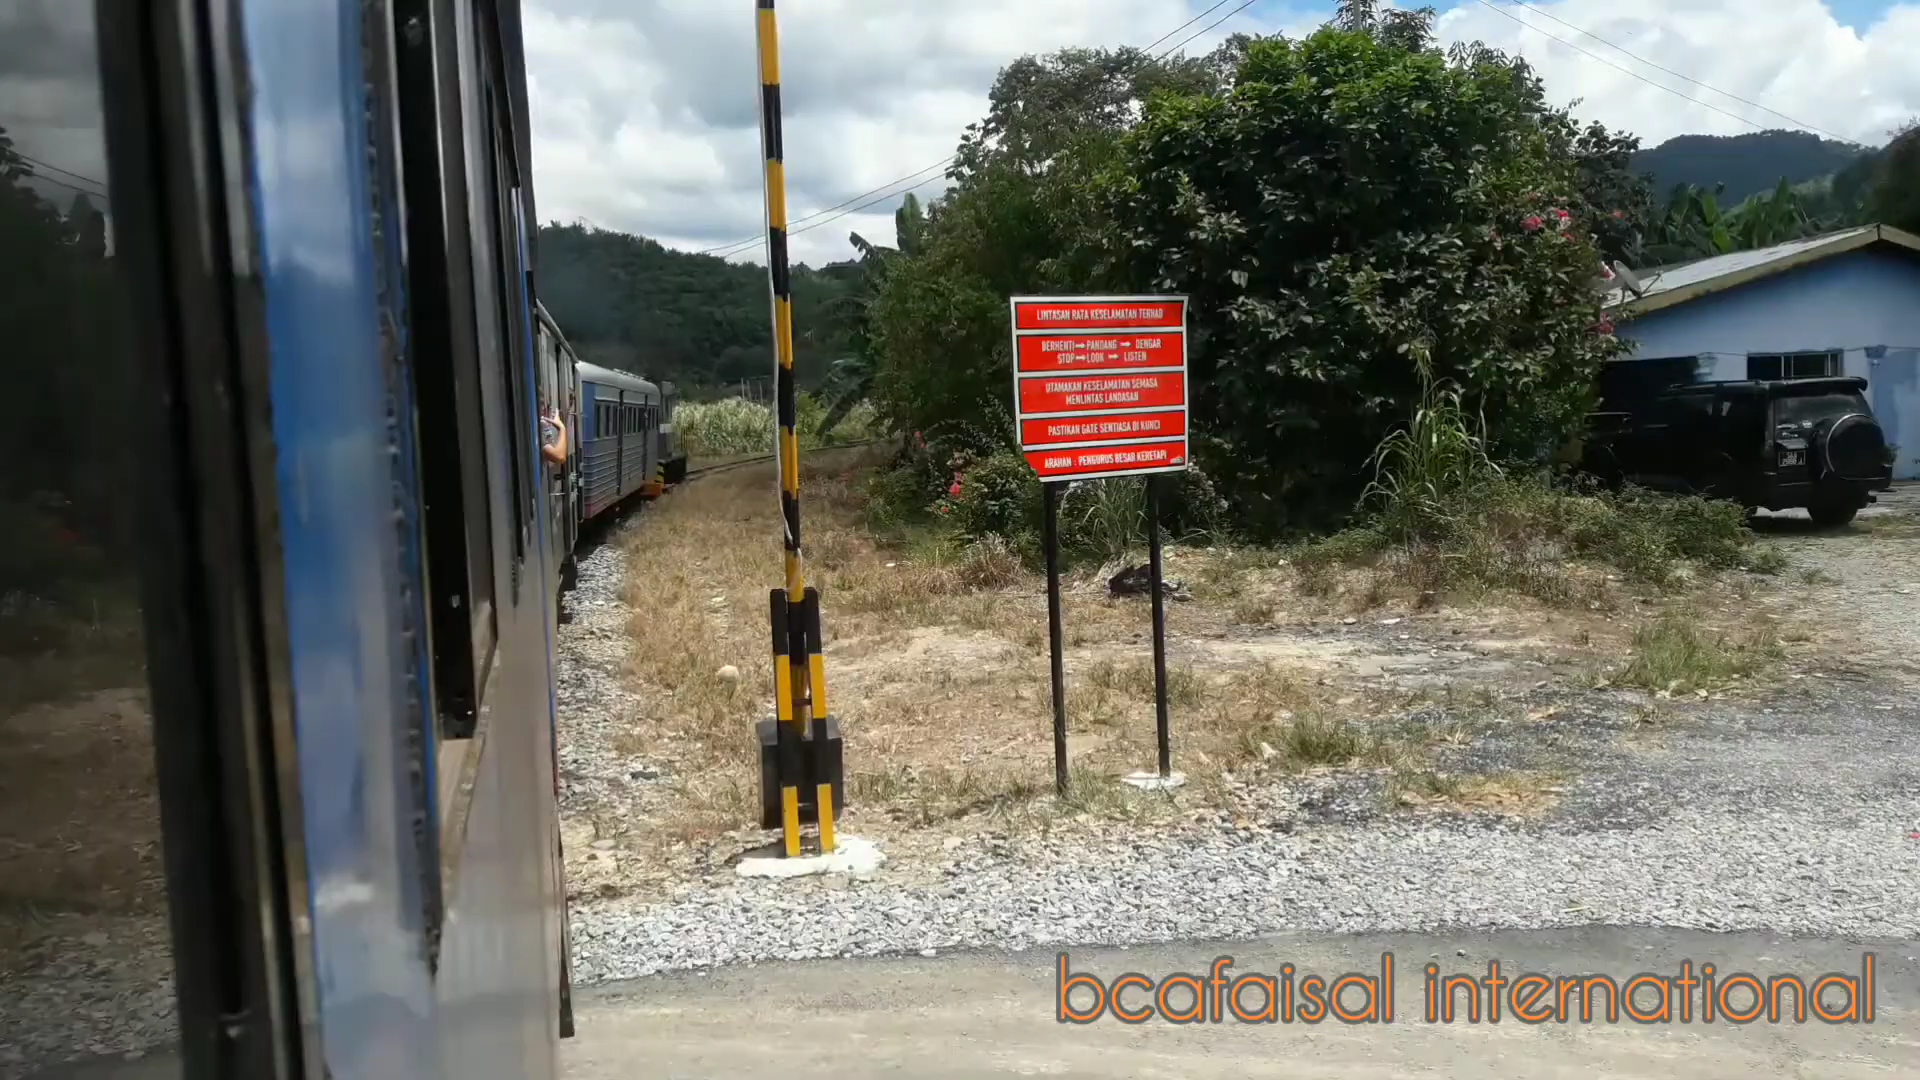 LINTASAN RATA KESELAMATAN TERHAD
BERHENTI → PANDANG → DENGAR
STOP → LOOK → LISTEN
UTAMAKAN KESELAMATAN SEMASA
MENLINTAS LANDASAN
PASTIKAN GATE SENTIASA DI KUNCI
ARAHAN : PENGURUS BESAR KERETAPI
bcafaisal international